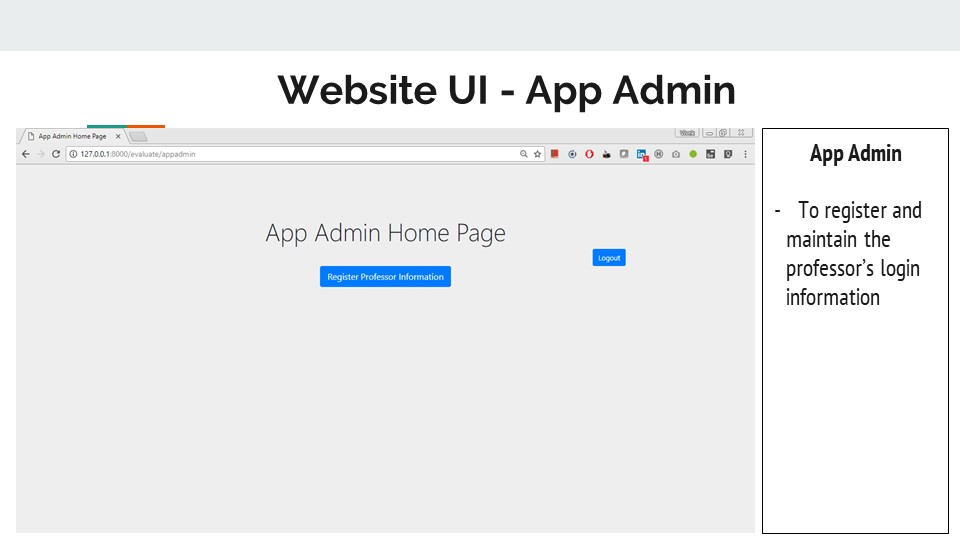 Website UI - App Admin
App Admin Home Page
Work
127.0.0.1:8000/evaluate/appadmin
App Admin Home Page
Logout
Register Professor Information
App Admin
- To register and
maintain the
professor's login
information